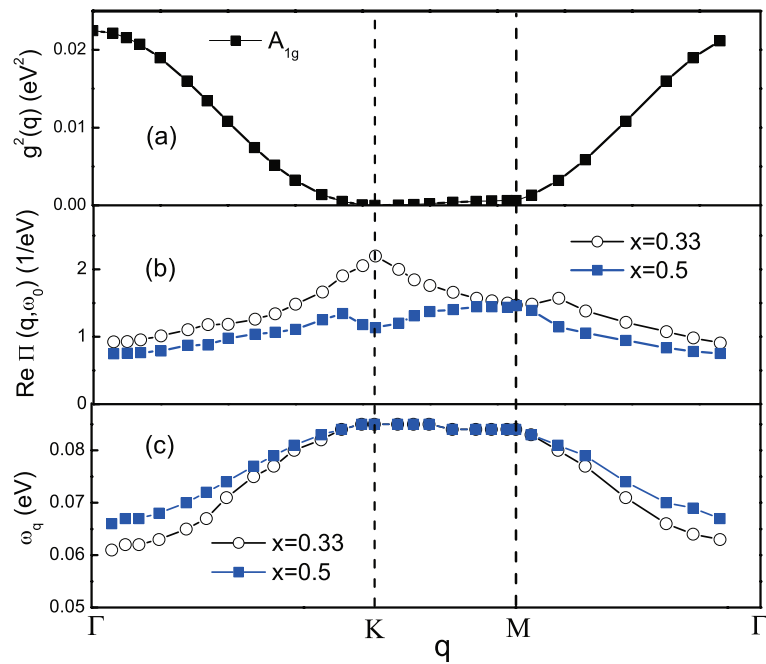 0.02
0.01
0.00
g²(q) (eV²)
A₁g
(a)
2
1
0
Re Π (q,ω₀) (1/eV)
(b)
x=0.33
x=0.5
0.08
0.07
0.06
0.05
ω_q (eV)
(c)
x=0.33
x=0.5
Γ K M Γ
q